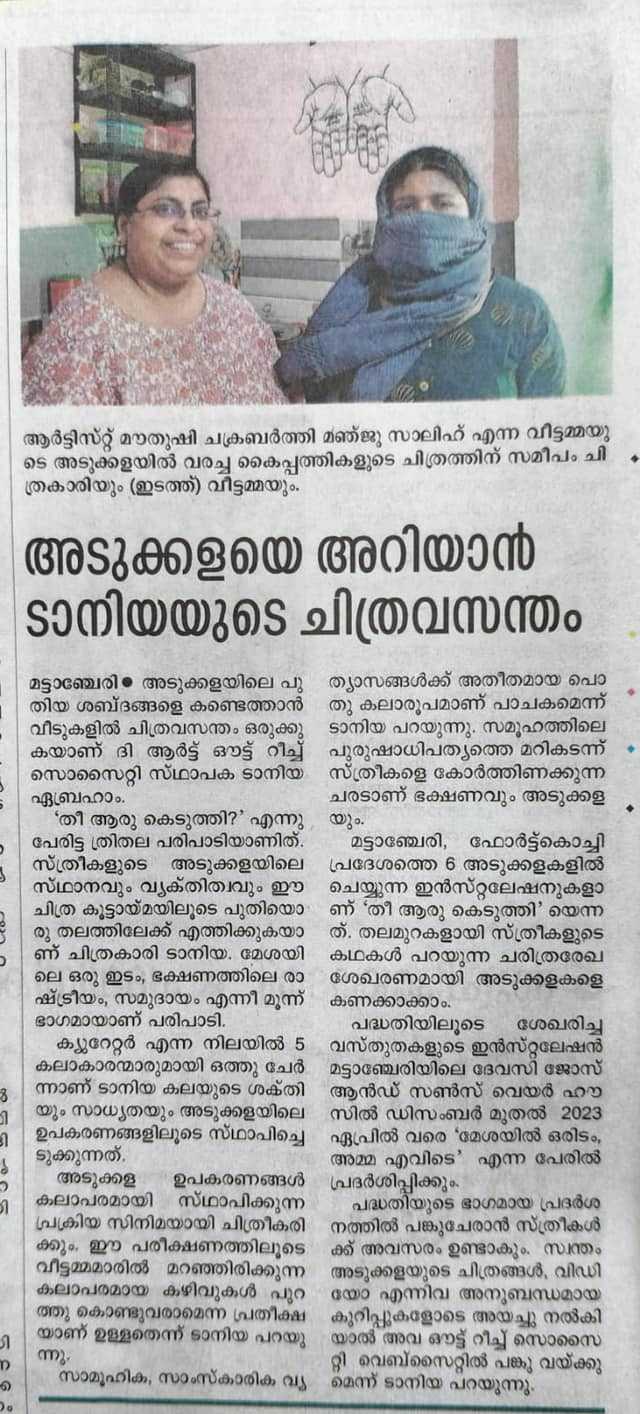 ആർട്ടിസ്റ്റ് മൗതുഷി ചക്രബർത്തി മഞ്ജു സാലിഹ് എന്ന വീട്ടമ്മയു
ടെ അടുക്കളയിൽ വരച്ച കൈപ്പത്തികളുടെ ചിത്രത്തിന് സമീപം ചി
ത്രകാരിയും (ഇടത്ത്) വീട്ടമ്മയും.
അടുക്കളയെ അറിയാൻ
ടാനിയയുടെ ചിത്രവസന്തം
മട്ടാഞ്ചേരി● അടുക്കളയിലെ പു
തിയ ശബ്ദങ്ങളെ കണ്ടെത്താൻ
വീടുകളിൽ ചിത്രവസന്തം ഒരുക്കു
കയാണ് ദി ആർട്ട് ഔട്ട് റീച്ച്
സൊസൈറ്റി സ്ഥാപക ടാനിയ
ഏബ്രഹാം.
‘തീ ആരു കെടുത്തി?’ എന്നു
പേരിട്ട ത്രിതല പരിപാടിയാണിത്.
സ്ത്രീകളുടെ അടുക്കളയിലെ
സ്ഥാനവും വ്യക്തിത്വവും ഈ
ചിത്ര കൂട്ടായ്മയിലൂടെ പുതിയൊ
രു തലത്തിലേക്ക് എത്തിക്കുകയാ
ണ് ചിത്രകാരി ടാനിയ. മേശയി
ലെ ഒരു ഇടം, ഭക്ഷണത്തിലെ രാ
ഷ്ട്രീയം, സമുദായം എന്നീ മൂന്ന്
ഭാഗമായാണ് പരിപാടി.
ക്യൂറേറ്റർ എന്ന നിലയിൽ 5
കലാകാരന്മാരുമായി ഒത്തു ചേർ
ന്നാണ് ടാനിയ കലയുടെ ശക്തി
യും സാധ്യതയും അടുക്കളയിലെ
ഉപകരണങ്ങളിലൂടെ സ്ഥാപിച്ചെ
ടുക്കുന്നത്.
അടുക്കള ഉപകരണങ്ങൾ
കലാപരമായി സ്ഥാപിക്കുന്ന
പ്രക്രിയ സിനിമയായി ചിത്രീകരി
ക്കും. ഈ പരീക്ഷണത്തിലൂടെ
വീട്ടമ്മമാരിൽ മറഞ്ഞിരിക്കുന്ന
കലാപരമായ കഴിവുകൾ പുറ
ത്തു കൊണ്ടുവരാമെന്ന പ്രതീക്ഷ
യാണ് ഉള്ളതെന്ന് ടാനിയ പറയു
ന്നു.
സാമൂഹിക, സാംസ്കാരിക വ്യ
ത്യാസങ്ങൾക്ക് അതീതമായ പൊ
തു കലാരൂപമാണ് പാചകമെന്ന്
ടാനിയ പറയുന്നു. സമൂഹത്തിലെ
പുരുഷാധിപത്യത്തെ മറികടന്ന്
സ്ത്രീകളെ കോർത്തിണക്കുന്ന
ചരടാണ് ഭക്ഷണവും അടുക്കള
യും.
മട്ടാഞ്ചേരി, ഫോർട്ട്കൊച്ചി
പ്രദേശത്തെ 6 അടുക്കളകളിൽ
ചെയ്യുന്ന ഇൻസ്റ്റലേഷനുകളാ
ണ് ‘തീ ആരു കെടുത്തി’ യെന്ന
ത്. തലമുറകളായി സ്ത്രീകളുടെ
കഥകൾ പറയുന്ന ചരിത്രരേഖ
ശേഖരണമായി അടുക്കളകളെ
കണക്കാക്കാം.
പദ്ധതിയിലൂടെ ശേഖരിച്ച
വസ്തുതകളുടെ ഇൻസ്റ്റലേഷൻ
മട്ടാഞ്ചേരിയിലെ ദേവസി ജോസ്
ആൻഡ് സൺസ് വെയർ ഹൗ
സിൽ ഡിസംബർ മുതൽ 2023
ഏപ്രിൽ വരെ ‘മേശയിൽ ഒരിടം,
അമ്മ എവിടെ’ എന്ന പേരിൽ
പ്രദർശിപ്പിക്കും.
പദ്ധതിയുടെ ഭാഗമായ പ്രദർശ
നത്തിൽ പങ്കുചേരാൻ സ്ത്രീകൾ
ക്ക് അവസരം ഉണ്ടാകും. സ്വന്തം
അടുക്കളയുടെ ചിത്രങ്ങൾ, വിഡി
യോ എന്നിവ അനുബന്ധമായ
കുറിപ്പുകളോടെ അയച്ചു നൽകി
യാൽ അവ ഔട്ട് റീച്ച് സൊസൈ
റ്റി വെബ്സൈറ്റിൽ പങ്കു വയ്ക്കു
മെന്ന് ടാനിയ പറയുന്നു.